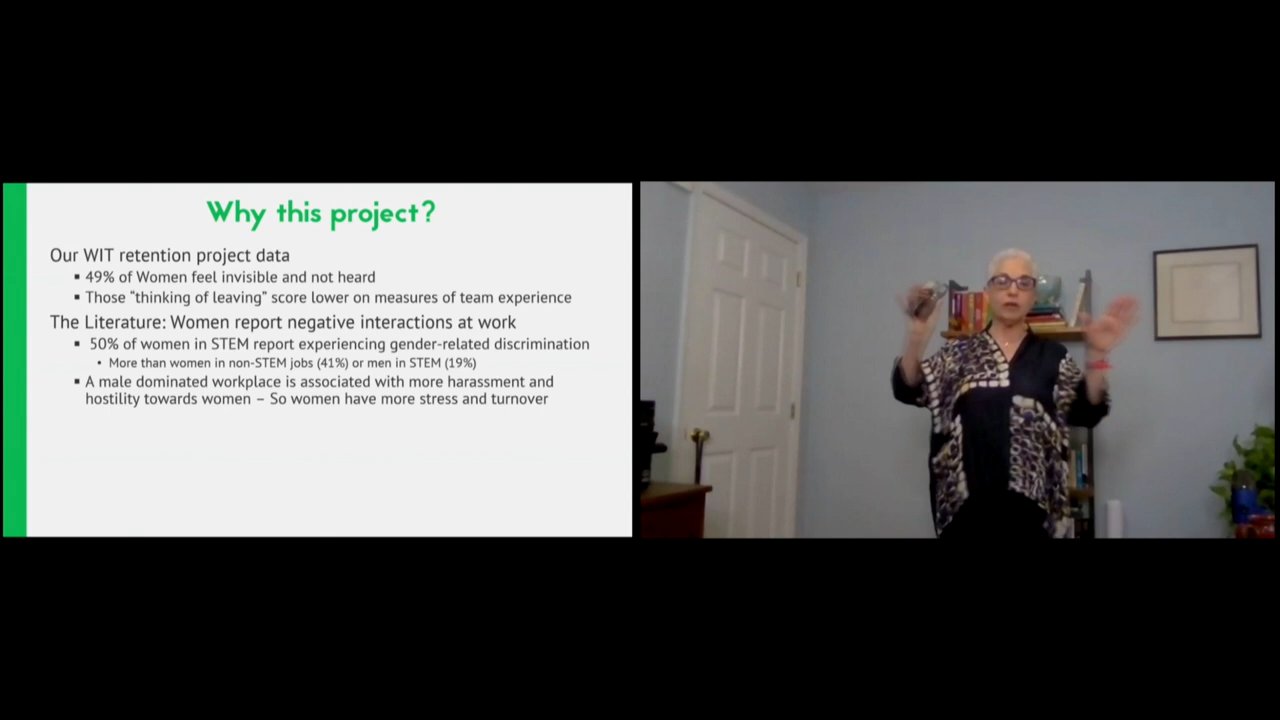 Why this project?
Our WIT retention project data
▪ 49% of Women feel invisible and not heard
▪ Those “thinking of leaving” score lower on measures of team experience
The Literature: Women report negative interactions at work
▪ 50% of women in STEM report experiencing gender-related discrimination
• More than women in non-STEM jobs (41%) or men in STEM (19%)
▪ A male dominated workplace is associated with more harassment and
hostility towards women – So women have more stress and turnover